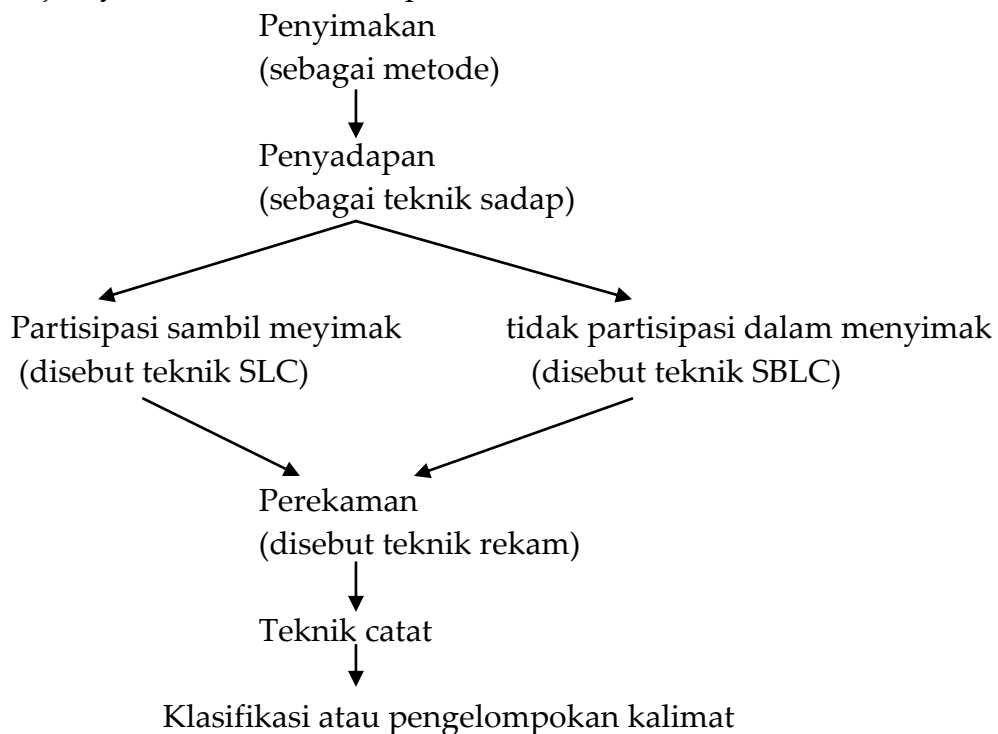 Penyimakan
(sebagai metode)
Penyadapan
(sebagai teknik sadap)
Partisipasi sambil meyimak
tidak partisipasi dalam menyimak
(disebut teknik SLC)
(disebut teknik SBLC)
Perekaman
(disebut teknik rekam)
Teknik catat
Klasifikasi atau pengelompokan kalimat